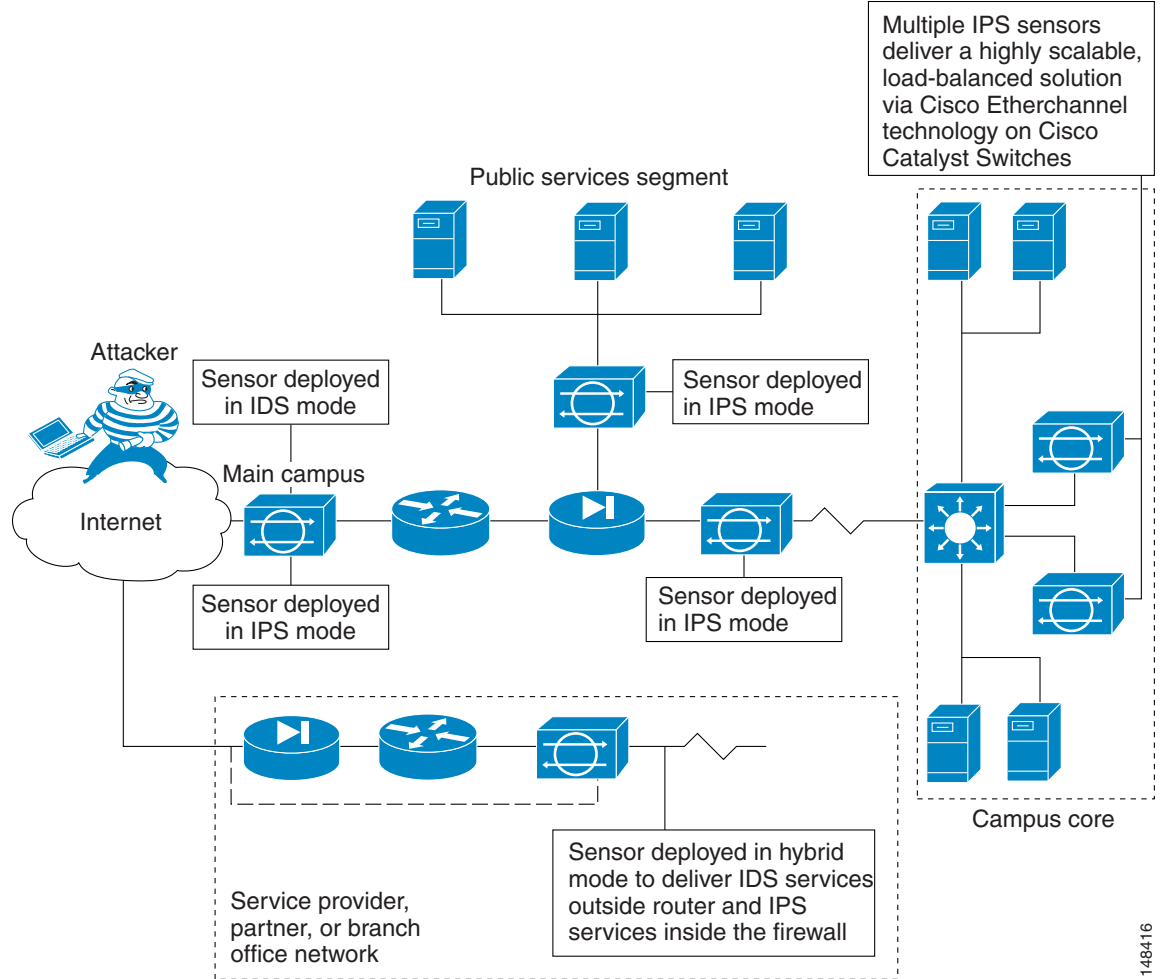 Multiple IPS sensors
deliver a highly scalable,
load-balanced solution
via Cisco Etherchannel
technology on Cisco
Catalyst Switches
Public services segment
Attacker
Sensor deployed
in IDS mode
Sensor deployed
in IPS mode
Main campus
Internet
Sensor deployed
in IPS mode
Sensor deployed
in IPS mode
Campus core
Sensor deployed in hybrid
mode to deliver IDS services
outside router and IPS
services inside the firewall
Service provider,
partner, or branch
office network
148416